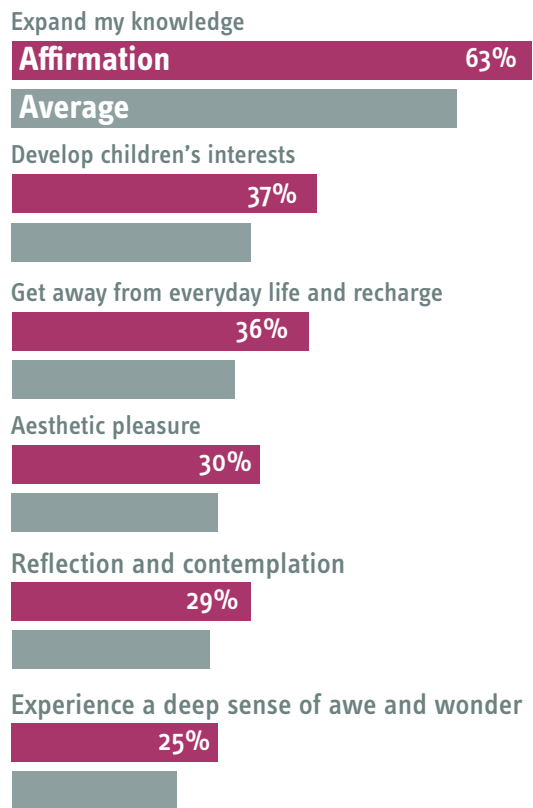 Expand my knowledge
Affirmation 63%
Average
Develop children’s interests
37%
Get away from everyday life and recharge
36%
Aesthetic pleasure
30%
Reflection and contemplation
29%
Experience a deep sense of awe and wonder
25%